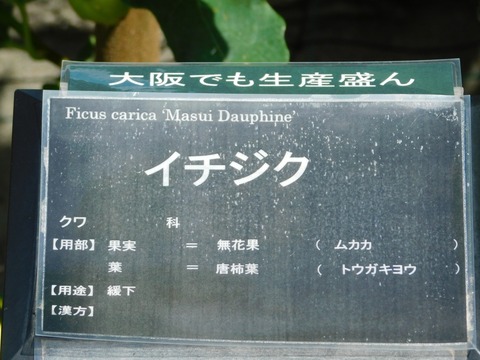 大阪でも生産盛ん
Ficus carica 'Masui Dauphine'
イチジク
クワ 科
【用部】 果実 = 無花果 ( ムカカ )
葉 = 唐柿葉 ( トウガキヨウ )
【用途】 緩下
【漢方】